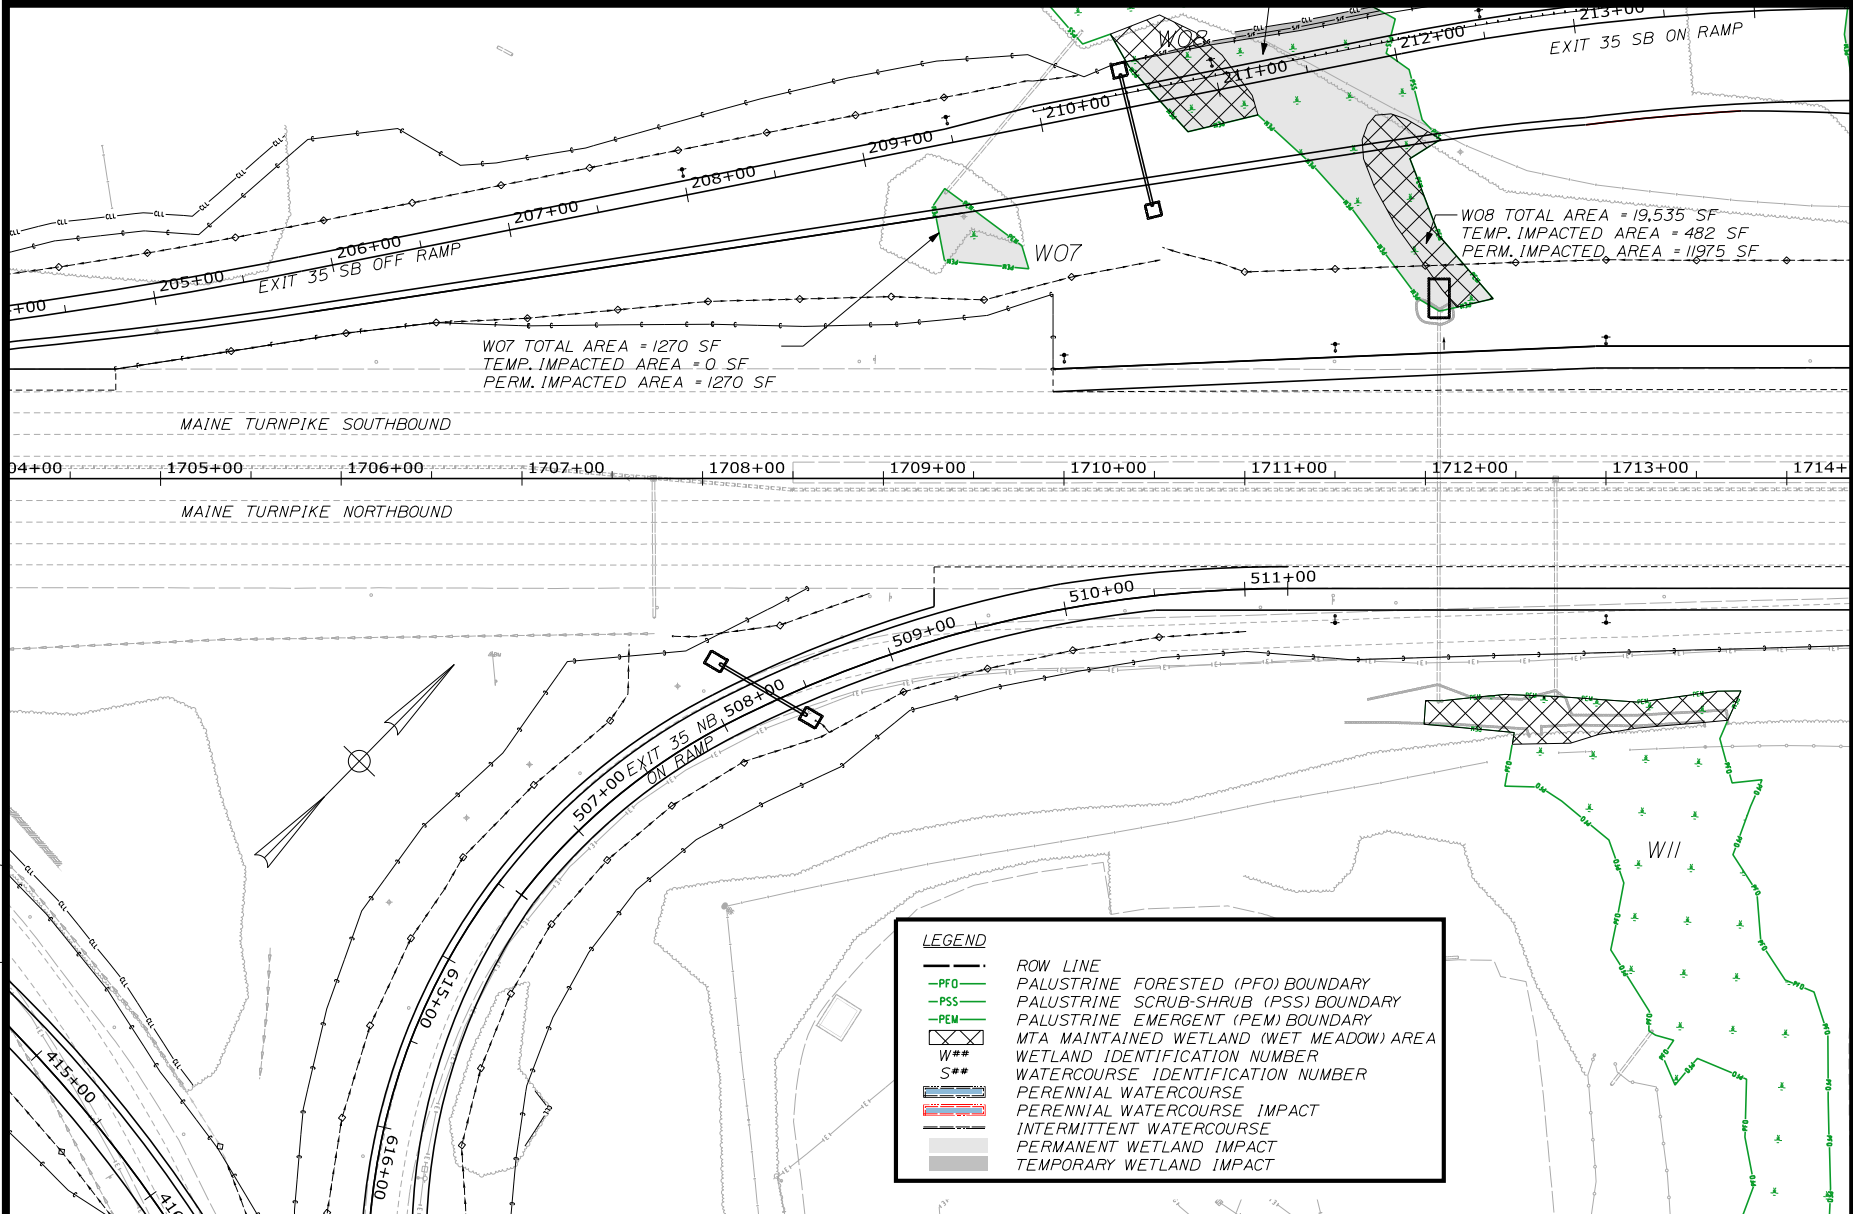 W08
213+00
212+00
EXIT 35 SB ON RAMP
211+00
210+00
209+00
208+00
207+00
206+00
205+00
+00
EXIT 35 SB OFF RAMP
W07
W08 TOTAL AREA = 19,535 SF
TEMP. IMPACTED AREA = 482 SF
PERM. IMPACTED AREA = 11975 SF
W07 TOTAL AREA = 1270 SF
TEMP. IMPACTED AREA = 0 SF
PERM. IMPACTED AREA = 1270 SF
MAINE TURNPIKE SOUTHBOUND
04+00 1705+00 1706+00 1707+00 1708+00 1709+00 1710+00 1711+00 1712+00 1713+00 1714+
MAINE TURNPIKE NORTHBOUND
511+00
510+00
509+00
508+00
507+00
EXIT 35 NB
ON RAMP
W11
615+00
616+00
415+00
LEGEND
ROW LINE
PFO PALUSTRINE FORESTED (PFO) BOUNDARY
PSS PALUSTRINE SCRUB-SHRUB (PSS) BOUNDARY
PEM PALUSTRINE EMERGENT (PEM) BOUNDARY
MTA MAINTAINED WETLAND (WET MEADOW) AREA
W## WETLAND IDENTIFICATION NUMBER
S## WATERCOURSE IDENTIFICATION NUMBER
PERENNIAL WATERCOURSE
PERENNIAL WATERCOURSE IMPACT
INTERMITTENT WATERCOURSE
PERMANENT WETLAND IMPACT
TEMPORARY WETLAND IMPACT